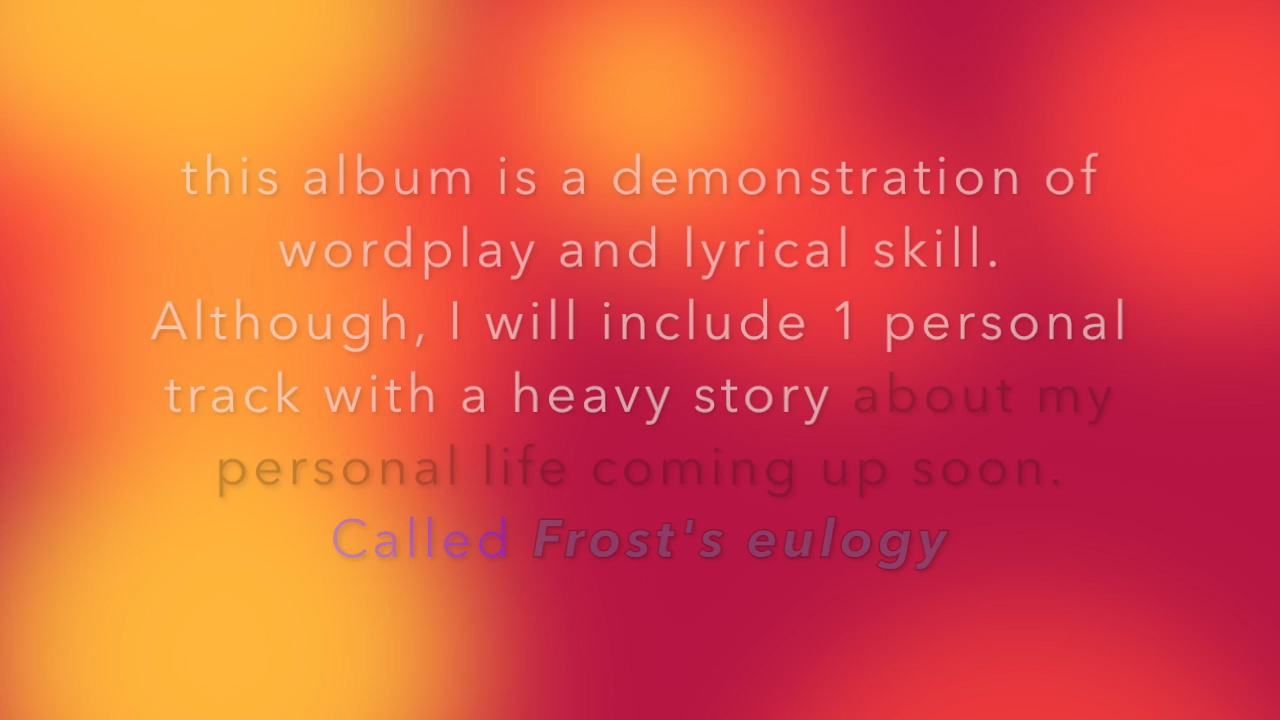 this album is a demonstration of
wordplay and lyrical skill.
Although, I will include 1 personal
track with a heavy story about my
personal life coming up soon.
Called Frost's eulogy